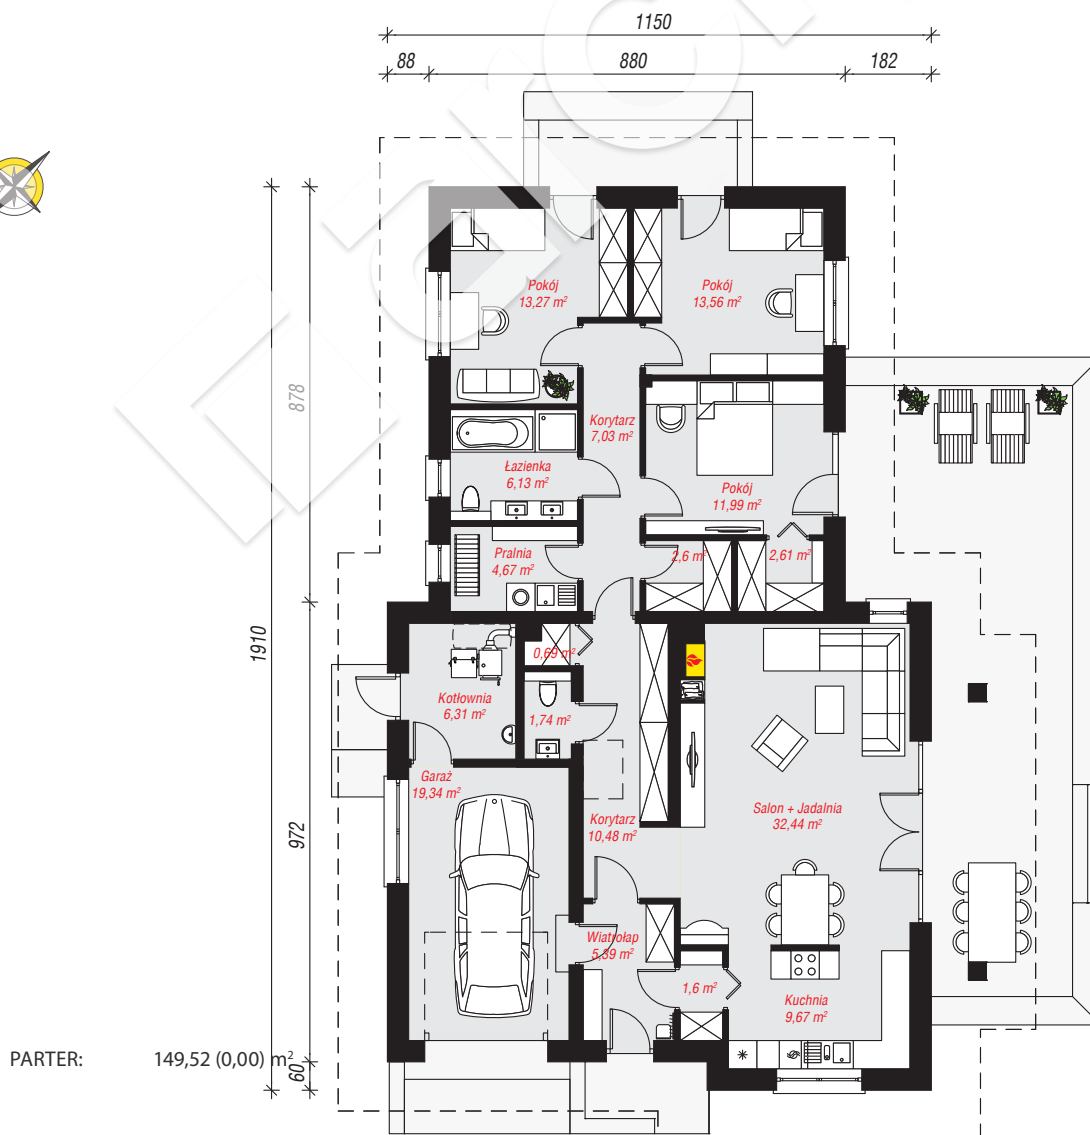 1150
88
880
182
Pokój
13,27 m²
Pokój
13,56 m²
878
Korytarz
7,03 m²
Łazienka
6,13 m²
Pokój
11,99 m²
Pralnia
4,67 m²
2,6 m²
2,61 m²
1910
0,69 m²
Kotłownia
6,31 m²
1,74 m²
Garaż
19,34 m²
Salon + Jadalnia
32,44 m²
972
Korytarz
10,48 m²
Wiatrołap
5,39 m²
1,6 m²
Kuchnia
9,67 m²
PARTER: 149,52 (0,00) m²
60